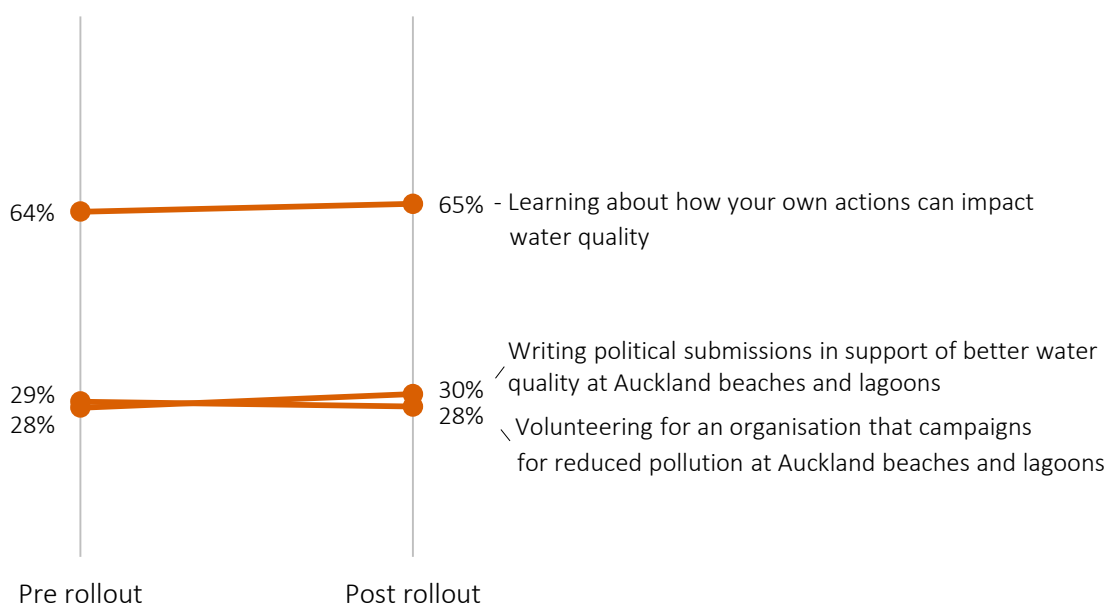 64%
65% - Learning about how your own actions can impact
water quality
Writing political submissions in support of better water
quality at Auckland beaches and lagoons
29%
30%
28%
28%
Volunteering for an organisation that campaigns
for reduced pollution at Auckland beaches and lagoons
Pre rollout
Post rollout